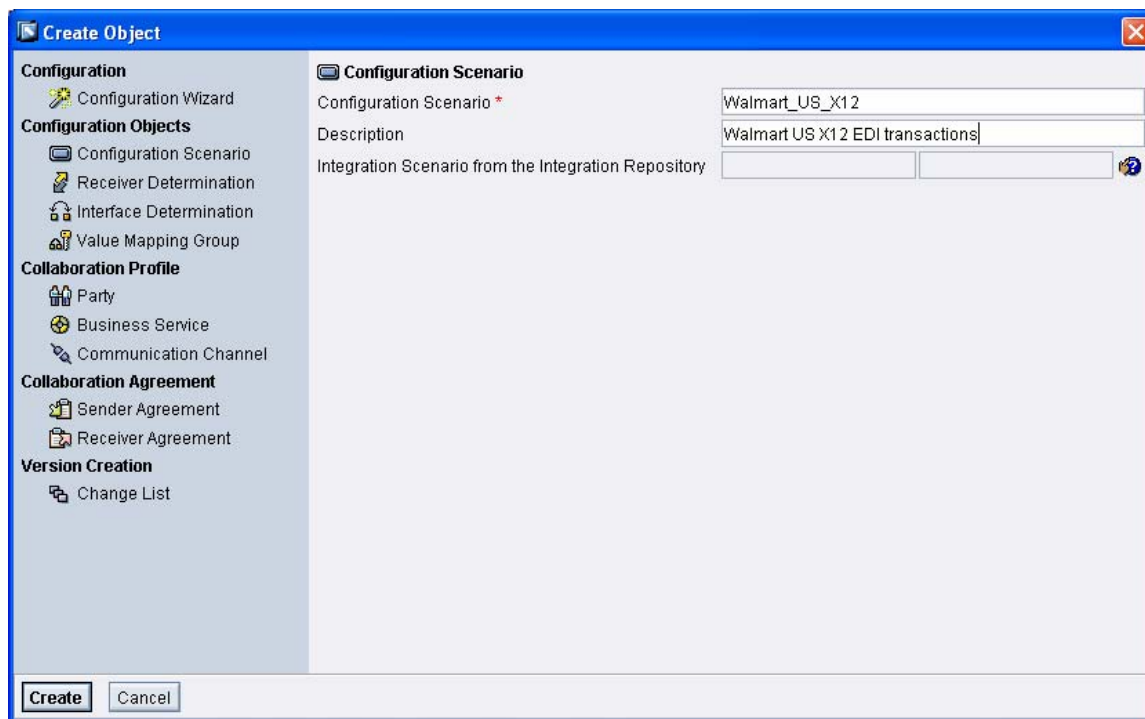 Create Object
Configuration
Configuration Wizard
Configuration Objects
Configuration Scenario
Receiver Determination
Interface Determination
Value Mapping Group
Collaboration Profile
Party
Business Service
Communication Channel
Collaboration Agreement
Sender Agreement
Receiver Agreement
Version Creation
Change List
Configuration Scenario
Configuration Scenario * Walmart_US_X12
Description Walmart US X12 EDI transactions
Integration Scenario from the Integration Repository
Create Cancel